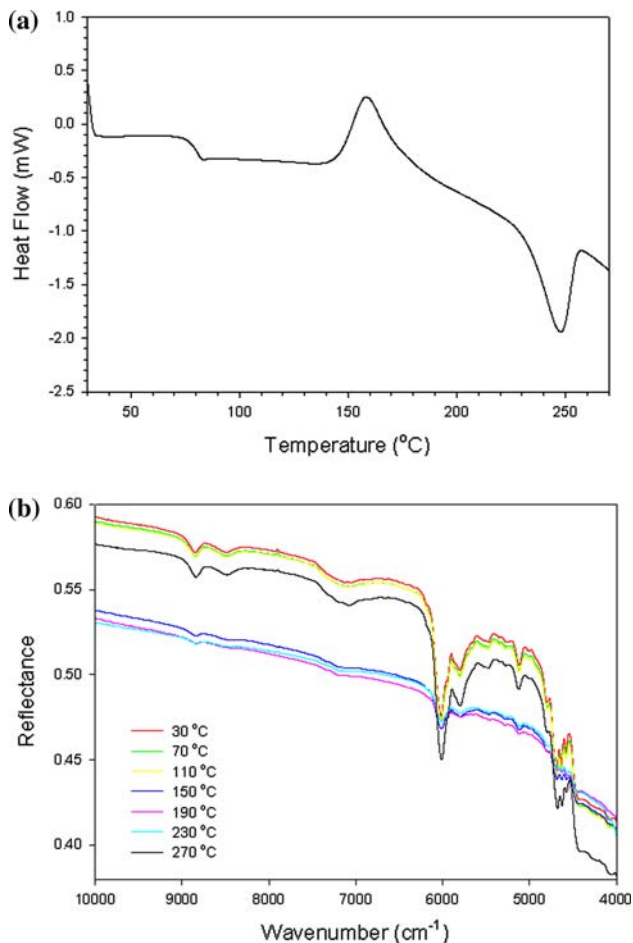 (a)
1.0
0.5
0.0
-0.5
-1.0
-1.5
-2.0
-2.5
Heat Flow (mW)
50
100
150
200
250
Temperature (°C)
(b)
0.60
0.55
0.50
0.45
0.40
Reflectance
30 °C
70 °C
110 °C
150 °C
190 °C
230 °C
270 °C
10000
9000
8000
7000
6000
5000
4000
Wavenumber (cm⁻¹)